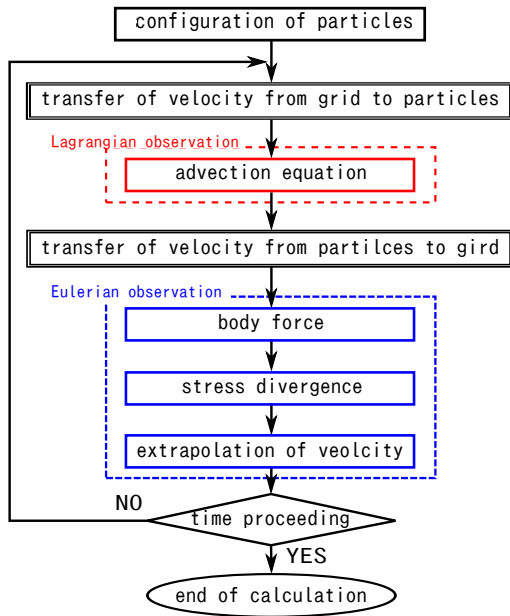 configuration of particles
transfer of velocity from grid to particles
Lagrangian observation
advection equation
transfer of velocity from partilces to gird
Eulerian observation
body force
stress divergence
extrapolation of veolcity
NO
time proceeding
YES
end of calculation